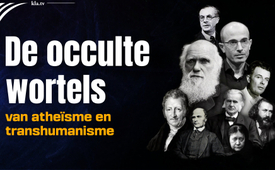 kla.tv
De occulte
wortels
van atheïsme en
transhumanisme